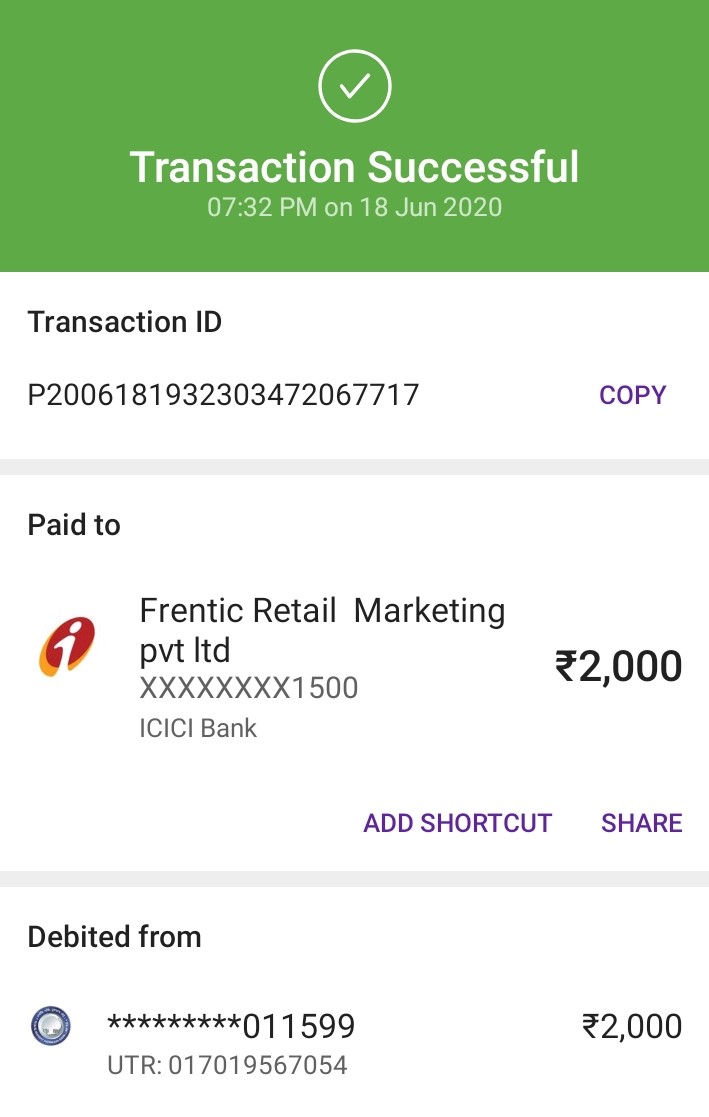 Transaction Successful
07:32 PM on 18 Jun 2020
Transaction ID
P2006181932303472067717
COPY
Paid to
Frentic Retail  Marketing
pvt ltd
XXXXXXXX1500
ICICI Bank
₹2,000
ADD SHORTCUT
SHARE
Debited from
*********011599
₹2,000
UTR: 017019567054